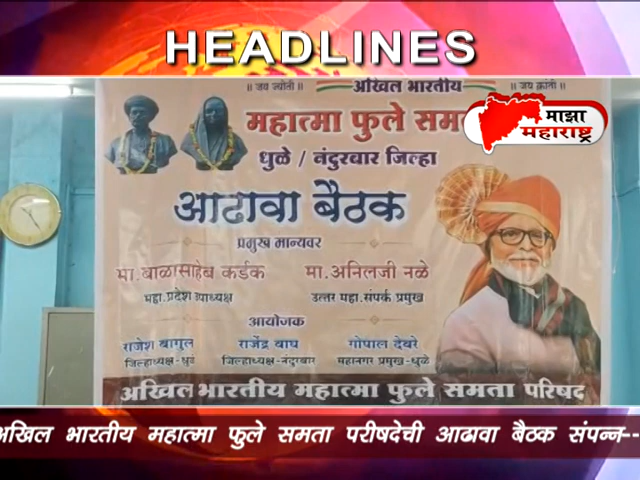 HEADLINES
॥ जय ज्योती ॥ अखिल भारतीय ॥ जय क्रांती ॥
महात्मा फुले सम
माझा
महाराष्ट्र
धुळे / नंदुरबार जिल्हा
आढावा बैठक
प्रमुख मान्यवर
मा.बाळासाहेब कर्डक मा.अनिलजी नळे
महा.प्रदेश उपाध्यक्ष उत्तर महा.संपर्क प्रमुख
आयोजक
राजेश बागुल राजेंद्र बाघ गोपाल देवरे
जिल्हाध्यक्ष-धुळे जिल्हाध्यक्ष-नंदुरबार महानगर प्रमुख-धुळे
अखिल भारतीय महात्मा फुले समता परिषद
अखिल भारतीय महात्मा फुले समता परीषदेची आढावा बैठक संपन्न--